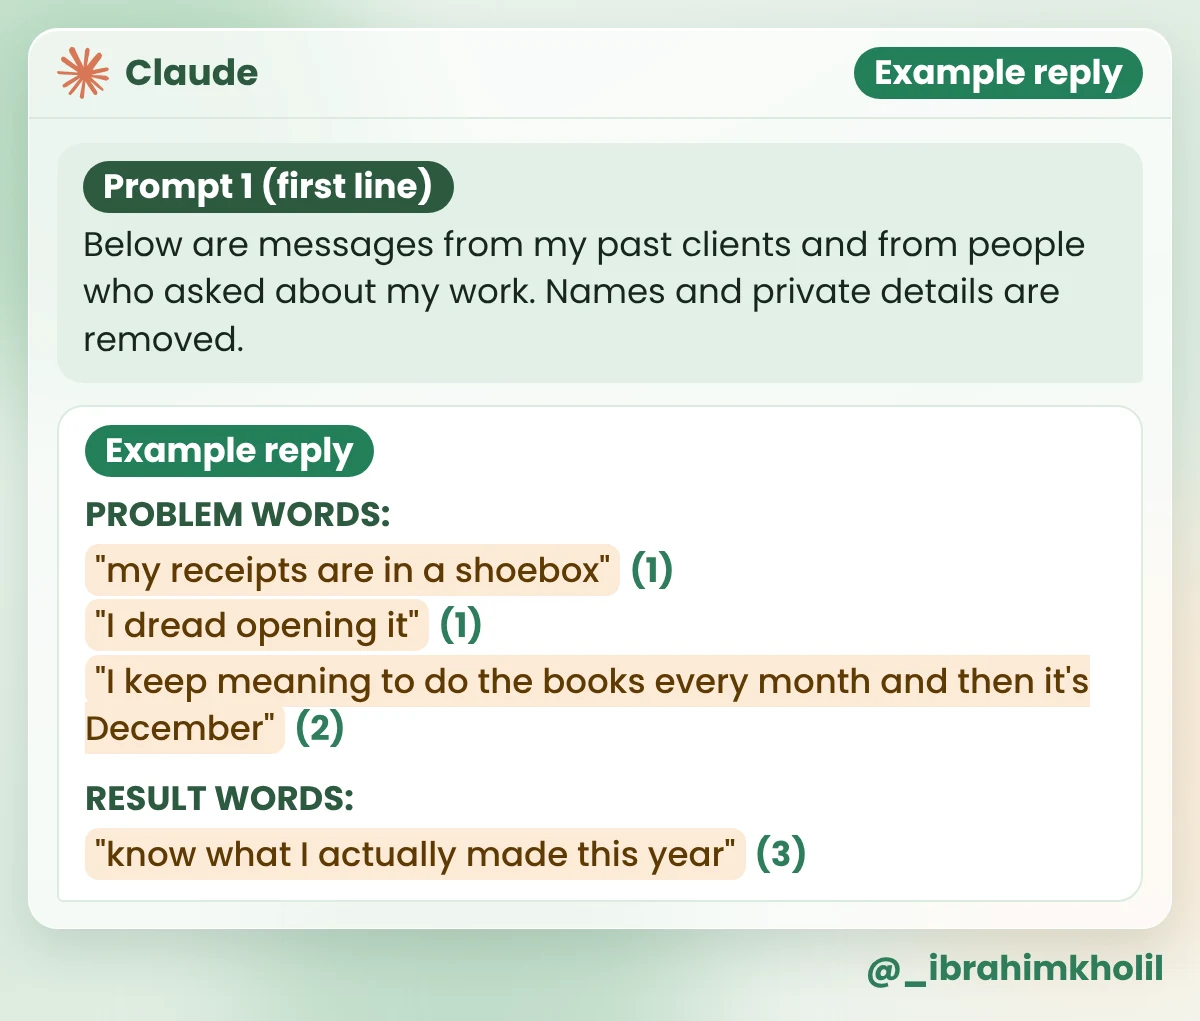 Claude
Example reply
Prompt 1 (first line)
Below are messages from my past clients and from people
who asked about my work. Names and private details are
removed.
Example reply
PROBLEM WORDS:
"my receipts are in a shoebox" (1)
"I dread opening it" (1)
"I keep meaning to do the books every month and then it's
December" (2)
RESULT WORDS:
"know what I actually made this year" (3)
@_ibrahimkholil